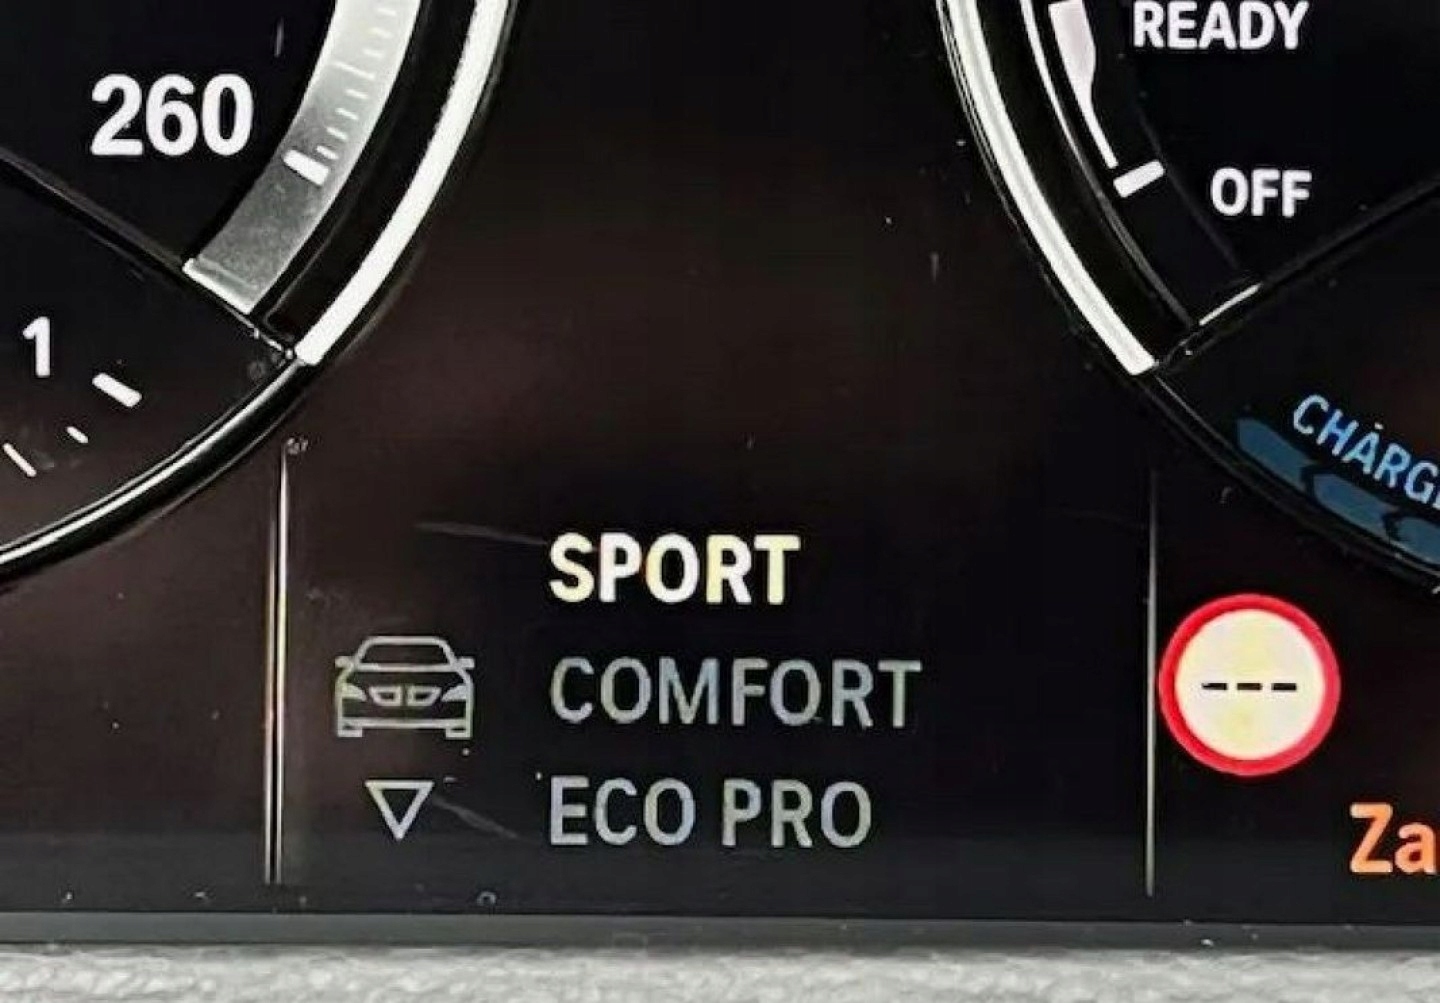 READY
260
OFF
1
CHARG
SPORT
COMFORT
---
ECO PRO
Za